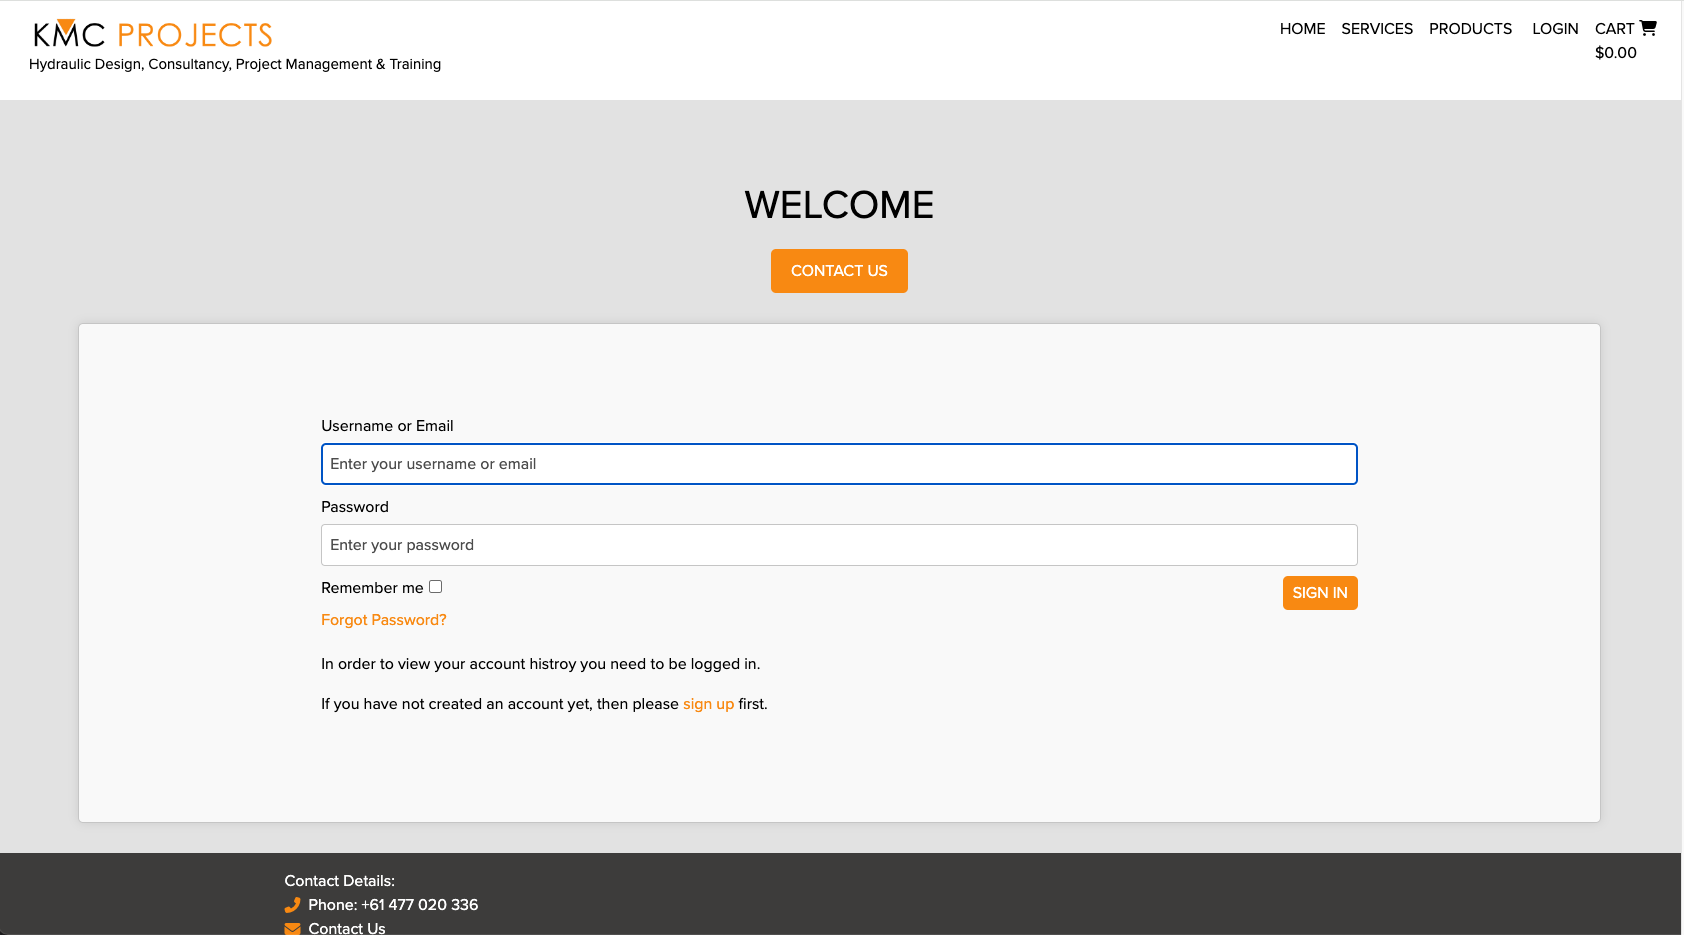 KMC PROJECTS
Hydraulic Design, Consultancy, Project Management & Training
HOME SERVICES PRODUCTS LOGIN CART
$0.00
WELCOME
CONTACT US
Username or Email
Enter your username or email
Password
Enter your password
Remember me
SIGN IN
Forgot Password?
In order to view your account histroy you need to be logged in.
If you have not created an account yet, then please sign up first.
Contact Details:
Phone: +61 477 020 336
Contact Us